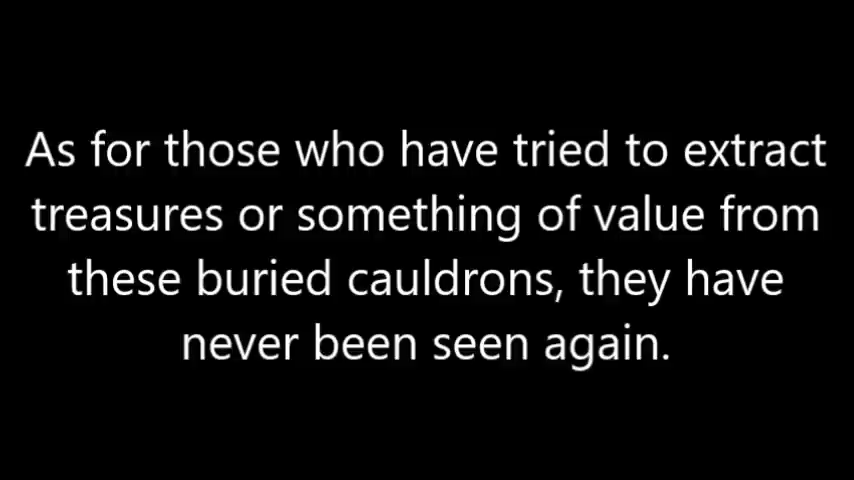 As for those who have tried to extract
treasures or something of value from
these buried cauldrons, they have
never been seen again.